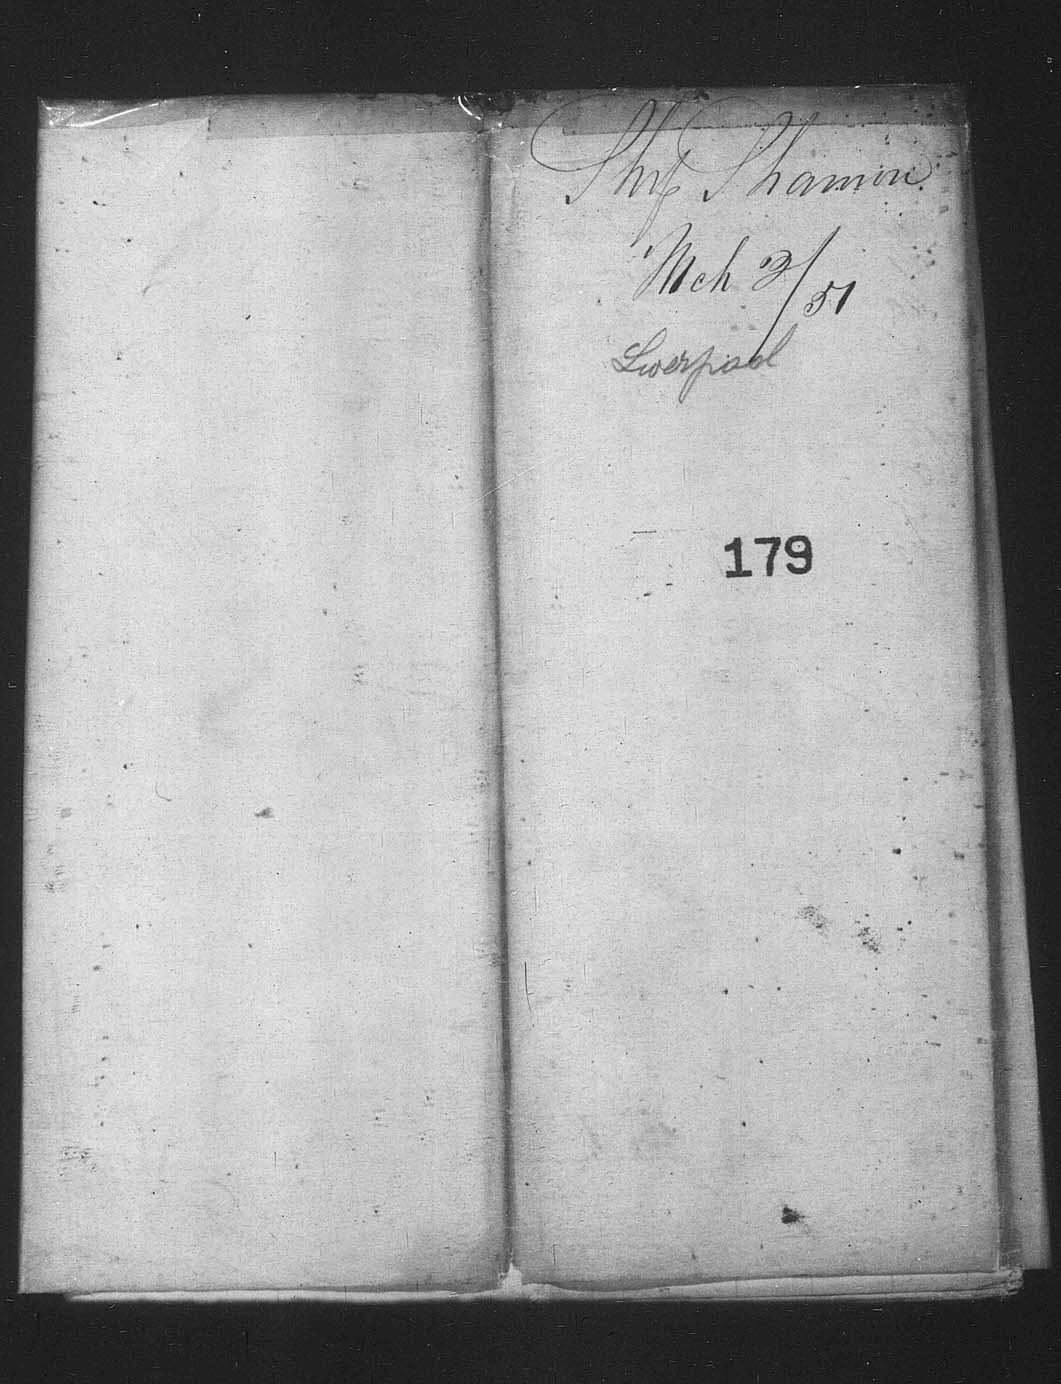 Ship Shannon
Mch 3/51
Liverpool
179